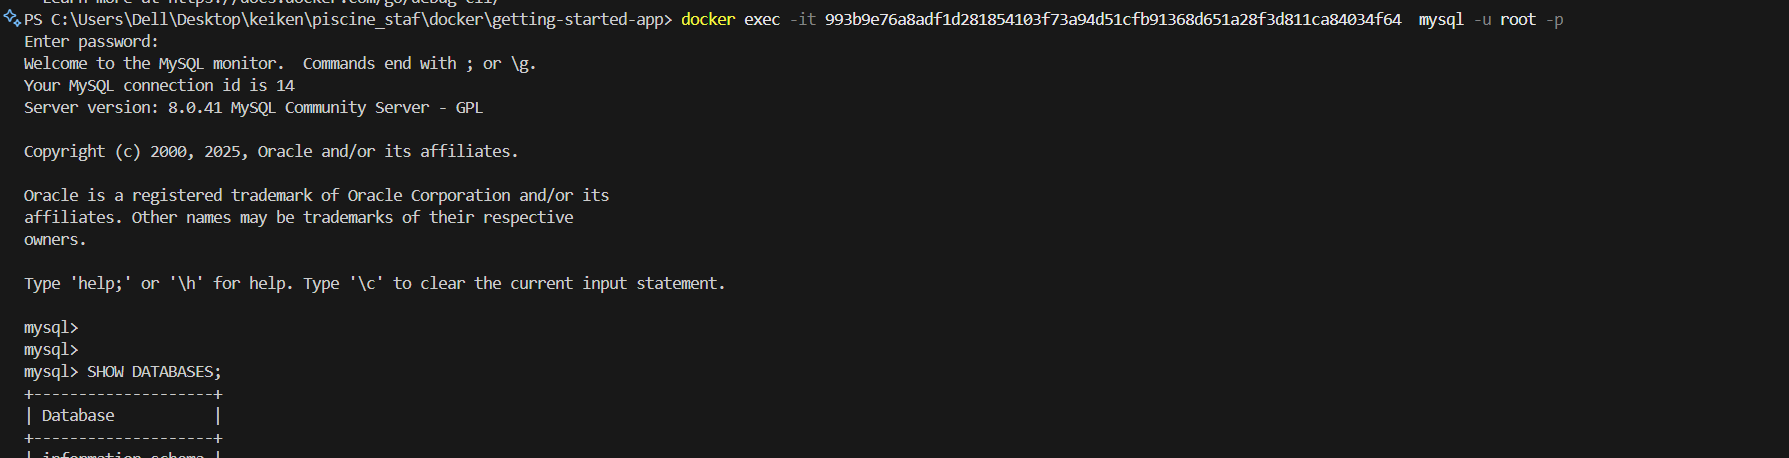 Learn more at https://docs.docker.com/go/debug-cli/
PS C:\Users\Dell\Desktop\keiken\piscine_staf\docker\getting-started-app> docker exec -it 993b9e76a8adf1d281854103f73a94d51cfb91368d651a28f3d811ca84034f64  mysql -u root -p
Enter password:
Welcome to the MySQL monitor.  Commands end with ; or \g.
Your MySQL connection id is 14
Server version: 8.0.41 MySQL Community Server - GPL
Copyright (c) 2000, 2025, Oracle and/or its affiliates.
Oracle is a registered trademark of Oracle Corporation and/or its
affiliates. Other names may be trademarks of their respective
owners.
Type 'help;' or '\h' for help. Type '\c' to clear the current input statement.
mysql>
mysql>
mysql> SHOW DATABASES;
+--------------------+
| Database           |
+--------------------+
| information_schema |